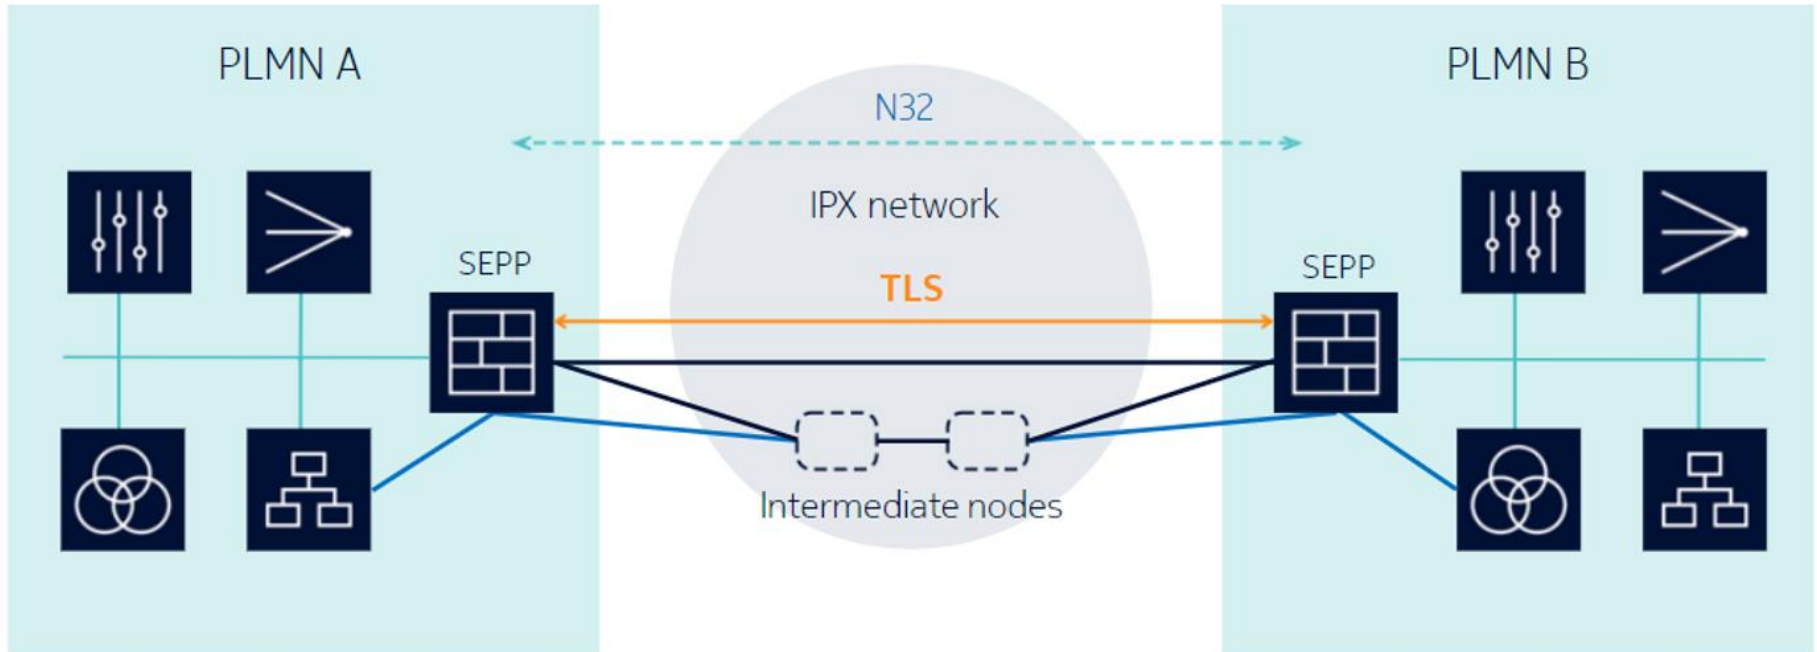 PLMN A
PLMN B
N32
IPX network
SEPP
TLS
SEPP
Intermediate nodes